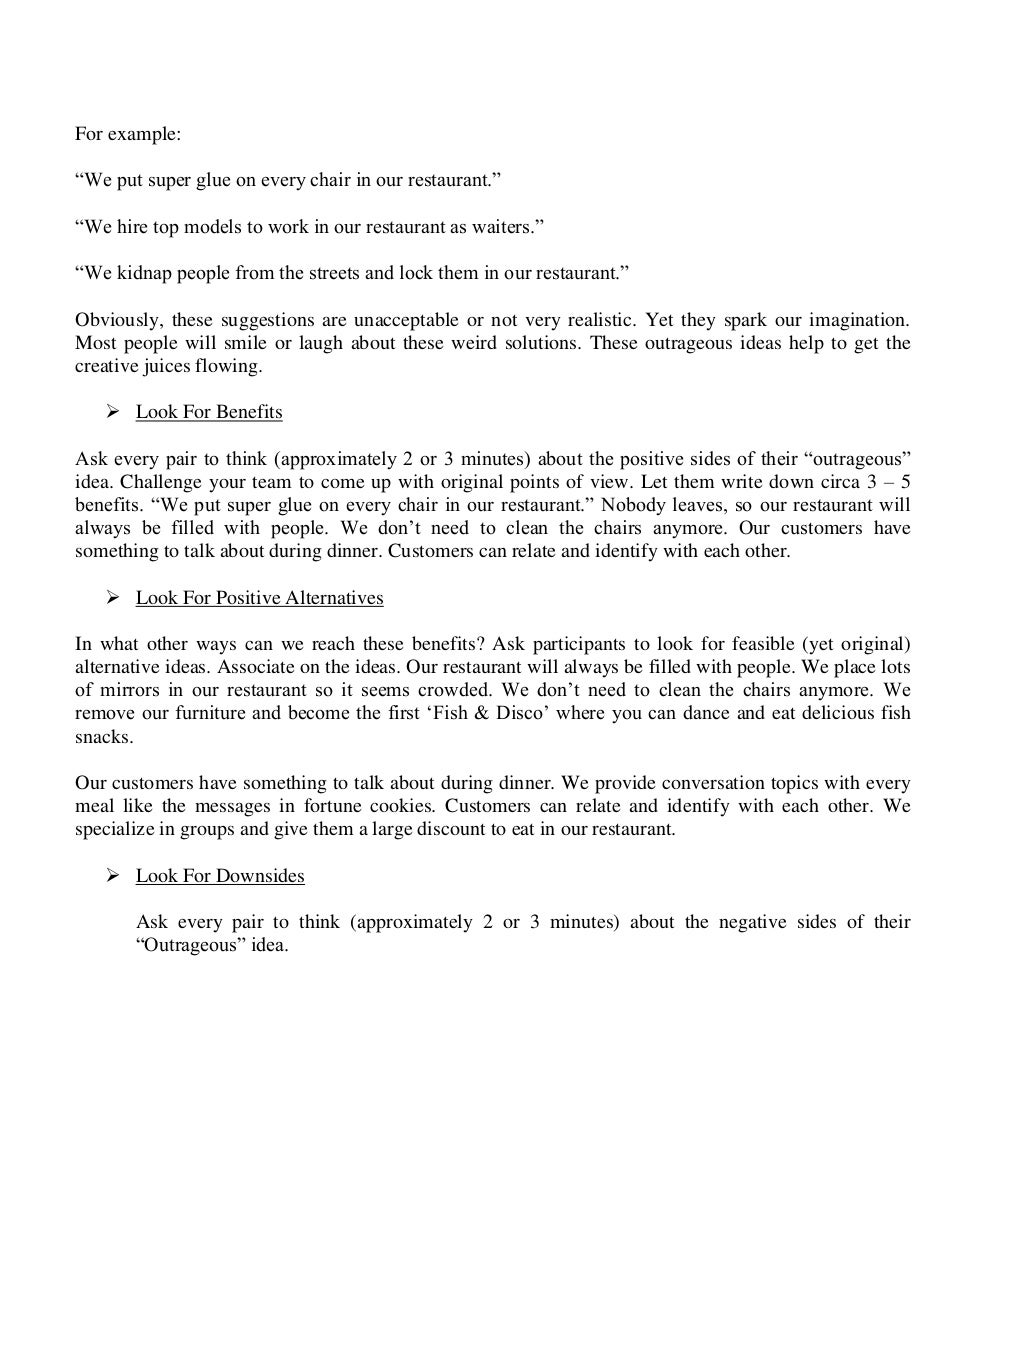 For example:
“We put super glue on every chair in our restaurant.”
“We hire top models to work in our restaurant as waiters.”
“We kidnap people from the streets and lock them in our restaurant.”
Obviously, these suggestions are unacceptable or not very realistic. Yet they spark our imagination.
Most people will smile or laugh about these weird solutions. These outrageous ideas help to get the
creative juices flowing.
➢ Look For Benefits
Ask every pair to think (approximately 2 or 3 minutes) about the positive sides of their “outrageous”
idea. Challenge your team to come up with original points of view. Let them write down circa 3 – 5
benefits. “We put super glue on every chair in our restaurant.” Nobody leaves, so our restaurant will
always be filled with people. We don’t need to clean the chairs anymore. Our customers have
something to talk about during dinner. Customers can relate and identify with each other.
➢ Look For Positive Alternatives
In what other ways can we reach these benefits? Ask participants to look for feasible (yet original)
alternative ideas. Associate on the ideas. Our restaurant will always be filled with people. We place lots
of mirrors in our restaurant so it seems crowded. We don’t need to clean the chairs anymore. We
remove our furniture and become the first ‘Fish & Disco’ where you can dance and eat delicious fish
snacks.
Our customers have something to talk about during dinner. We provide conversation topics with every
meal like the messages in fortune cookies. Customers can relate and identify with each other. We
specialize in groups and give them a large discount to eat in our restaurant.
➢ Look For Downsides
Ask every pair to think (approximately 2 or 3 minutes) about the negative sides of their
“Outrageous” idea.